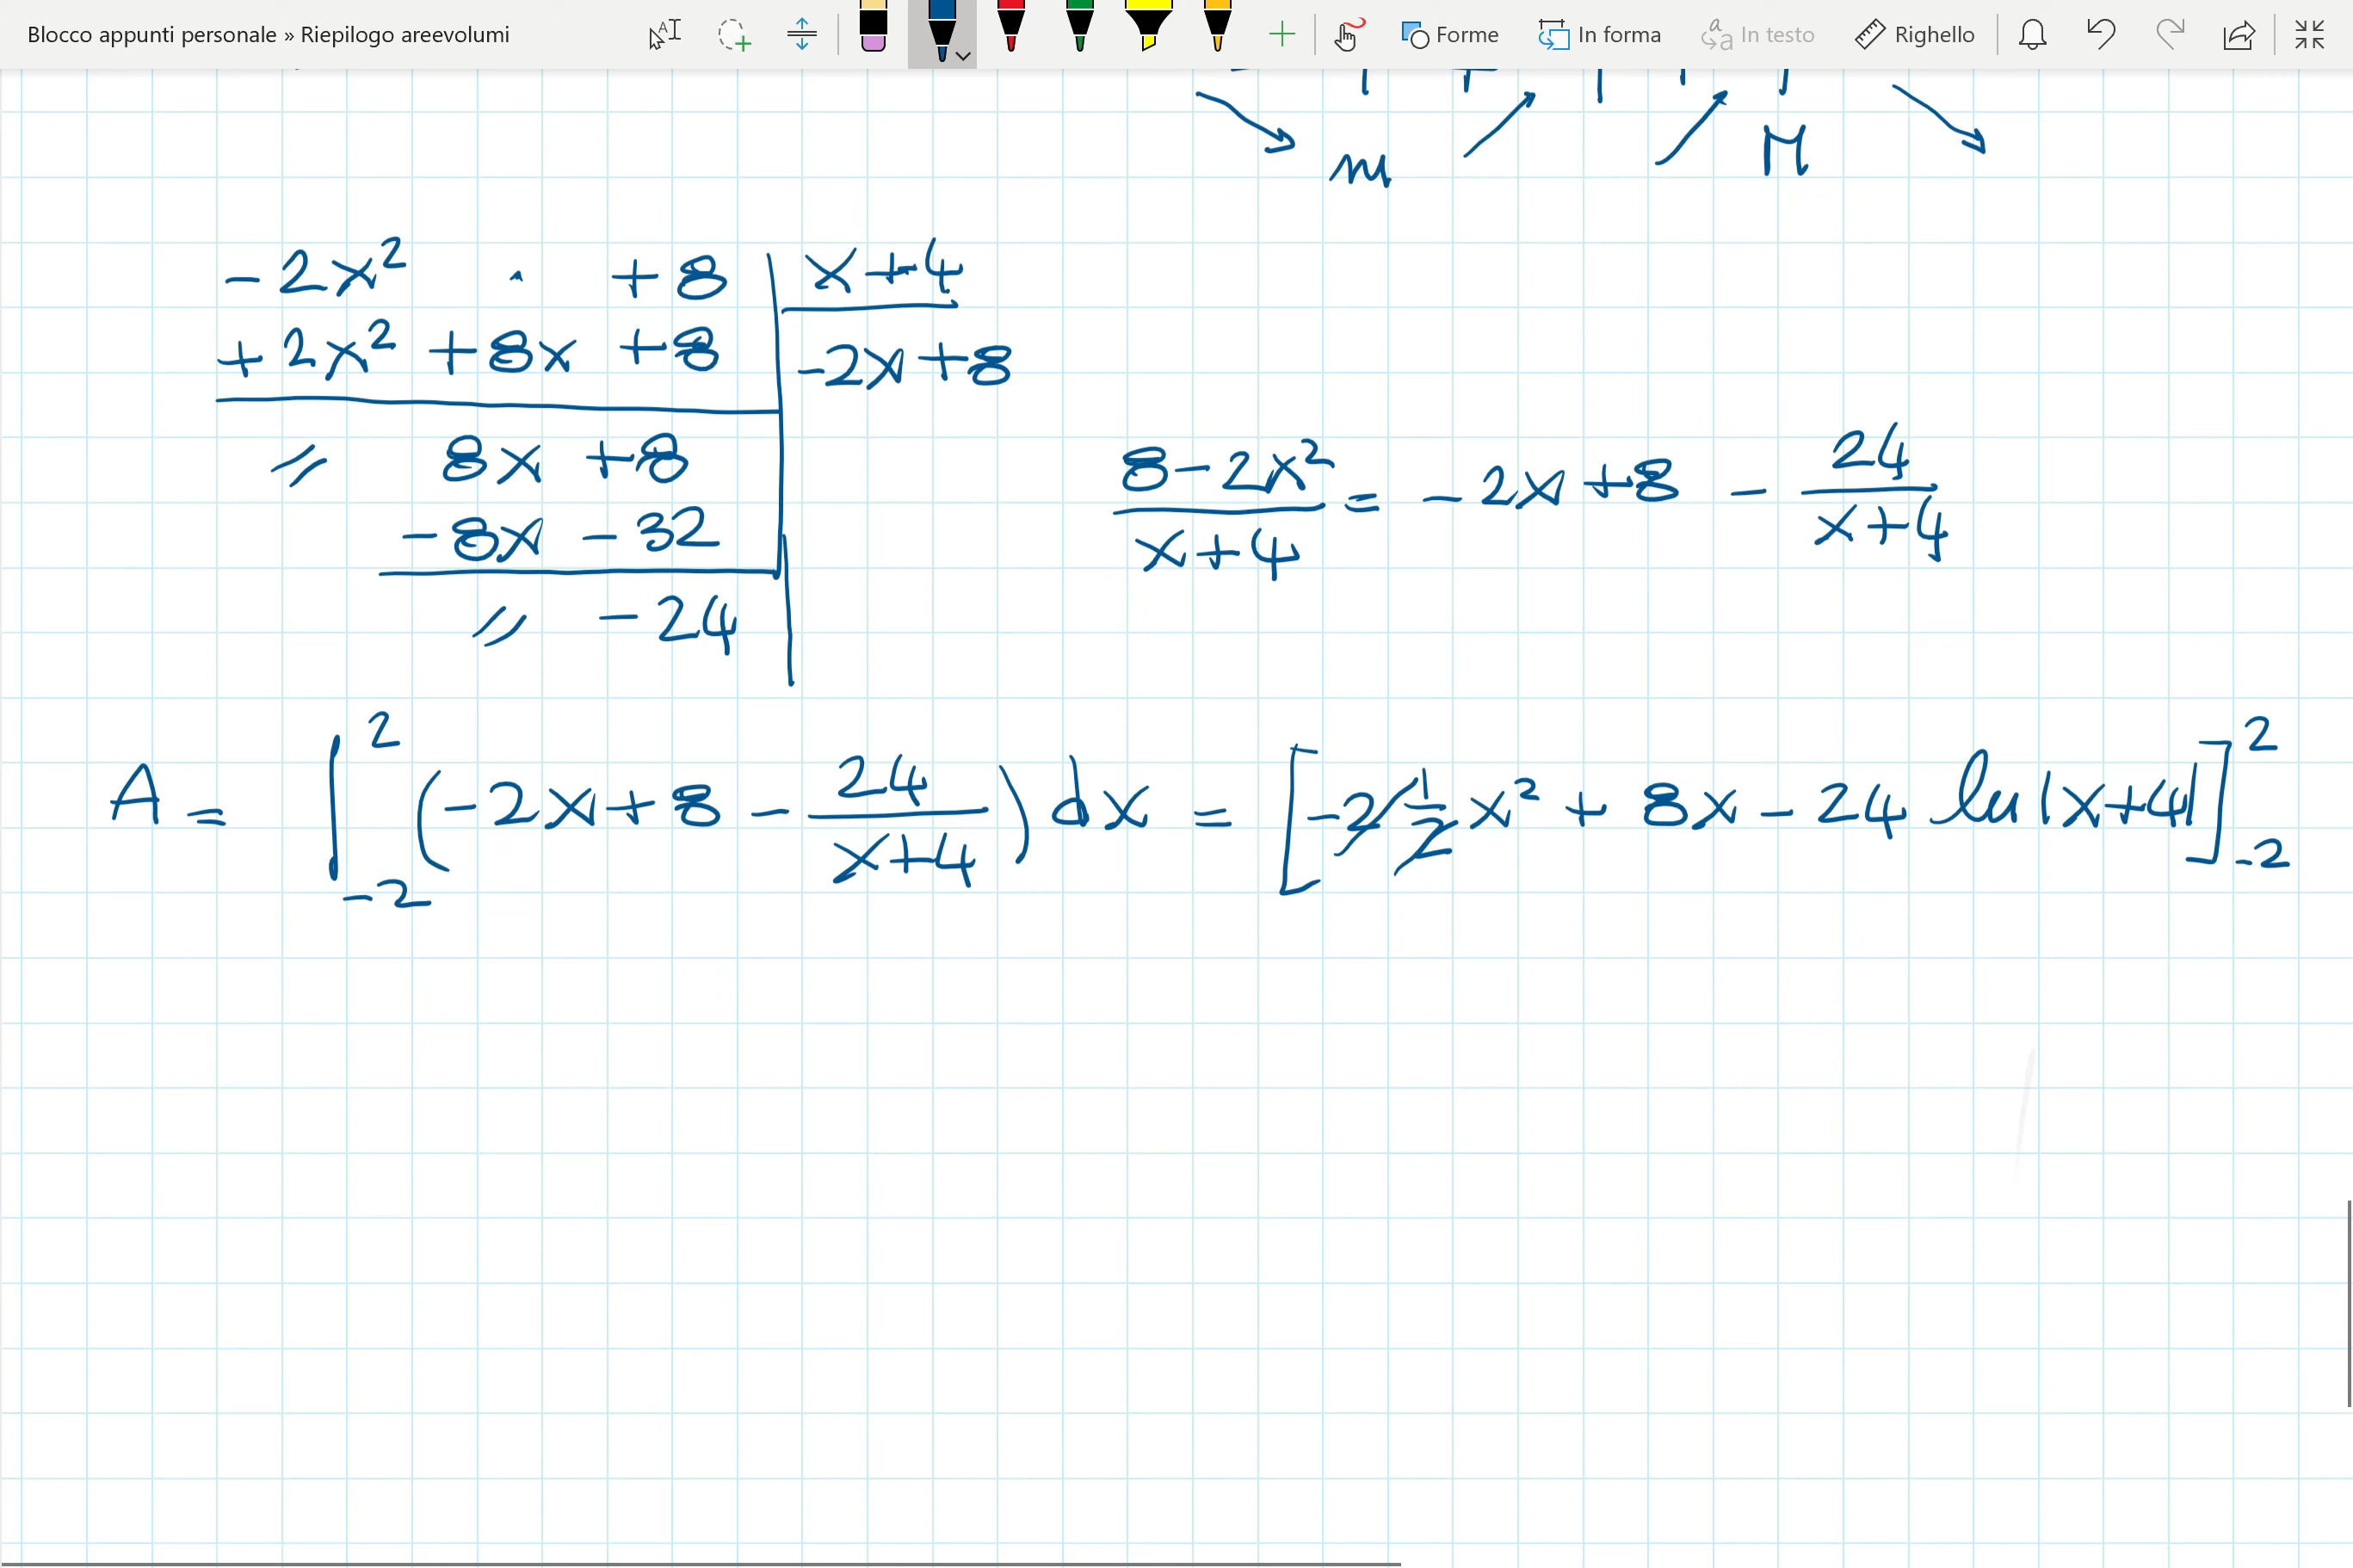 Blocco appunti personale » Riepilogo areevolumi Forme In forma In testo Righello
m M
-2x² · +8 | x+4
+2x² +8x +8 | -2x+8
// 8x +8
-8x -32
// -24
8-2x² / x+4 = -2x +8 - 24 / x+4
A = ∫₋₂² (-2x+8 - 24/x+4) dx = [-2 1/2 x² + 8x - 24 ln|x+4|]₋₂²